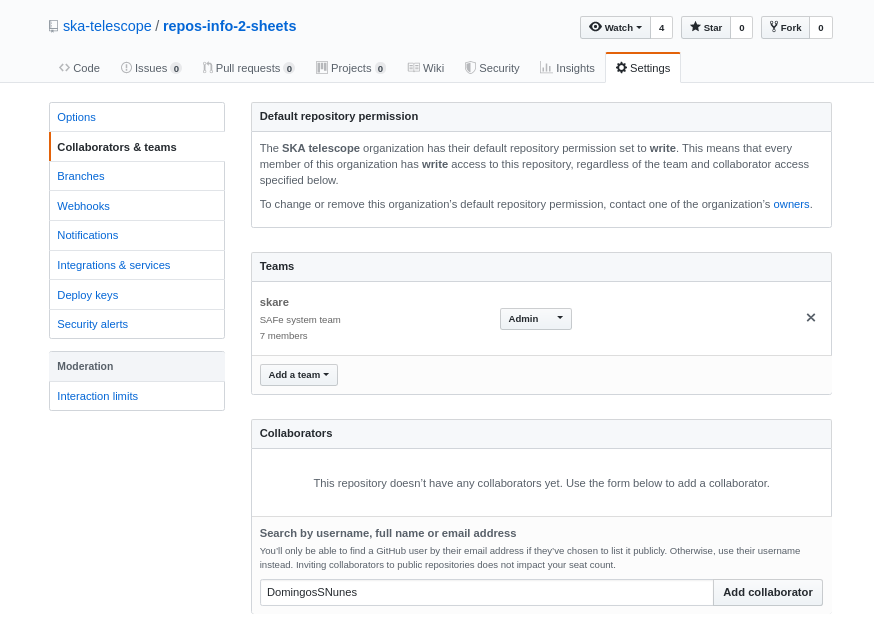 ska-telescope / repos-info-2-sheets
Watch 4 Star 0 Fork 0
Code Issues 0 Pull requests 0 Projects 0 Wiki Security Insights Settings
Options
Collaborators & teams
Branches
Webhooks
Notifications
Integrations & services
Deploy keys
Security alerts
Moderation
Interaction limits
Default repository permission
The SKA telescope organization has their default repository permission set to write. This means that every
member of this organization has write access to this repository, regardless of the team and collaborator access
specified below.
To change or remove this organization's default repository permission, contact one of the organization's owners.
Teams
skare
SAFe system team
7 members
Admin
Add a team
Collaborators
This repository doesn't have any collaborators yet. Use the form below to add a collaborator.
Search by username, full name or email address
You'll only be able to find a GitHub user by their email address if they've chosen to list it publicly. Otherwise, use their username
instead. Inviting collaborators to public repositories does not impact your seat count.
DomingosSNunes
Add collaborator